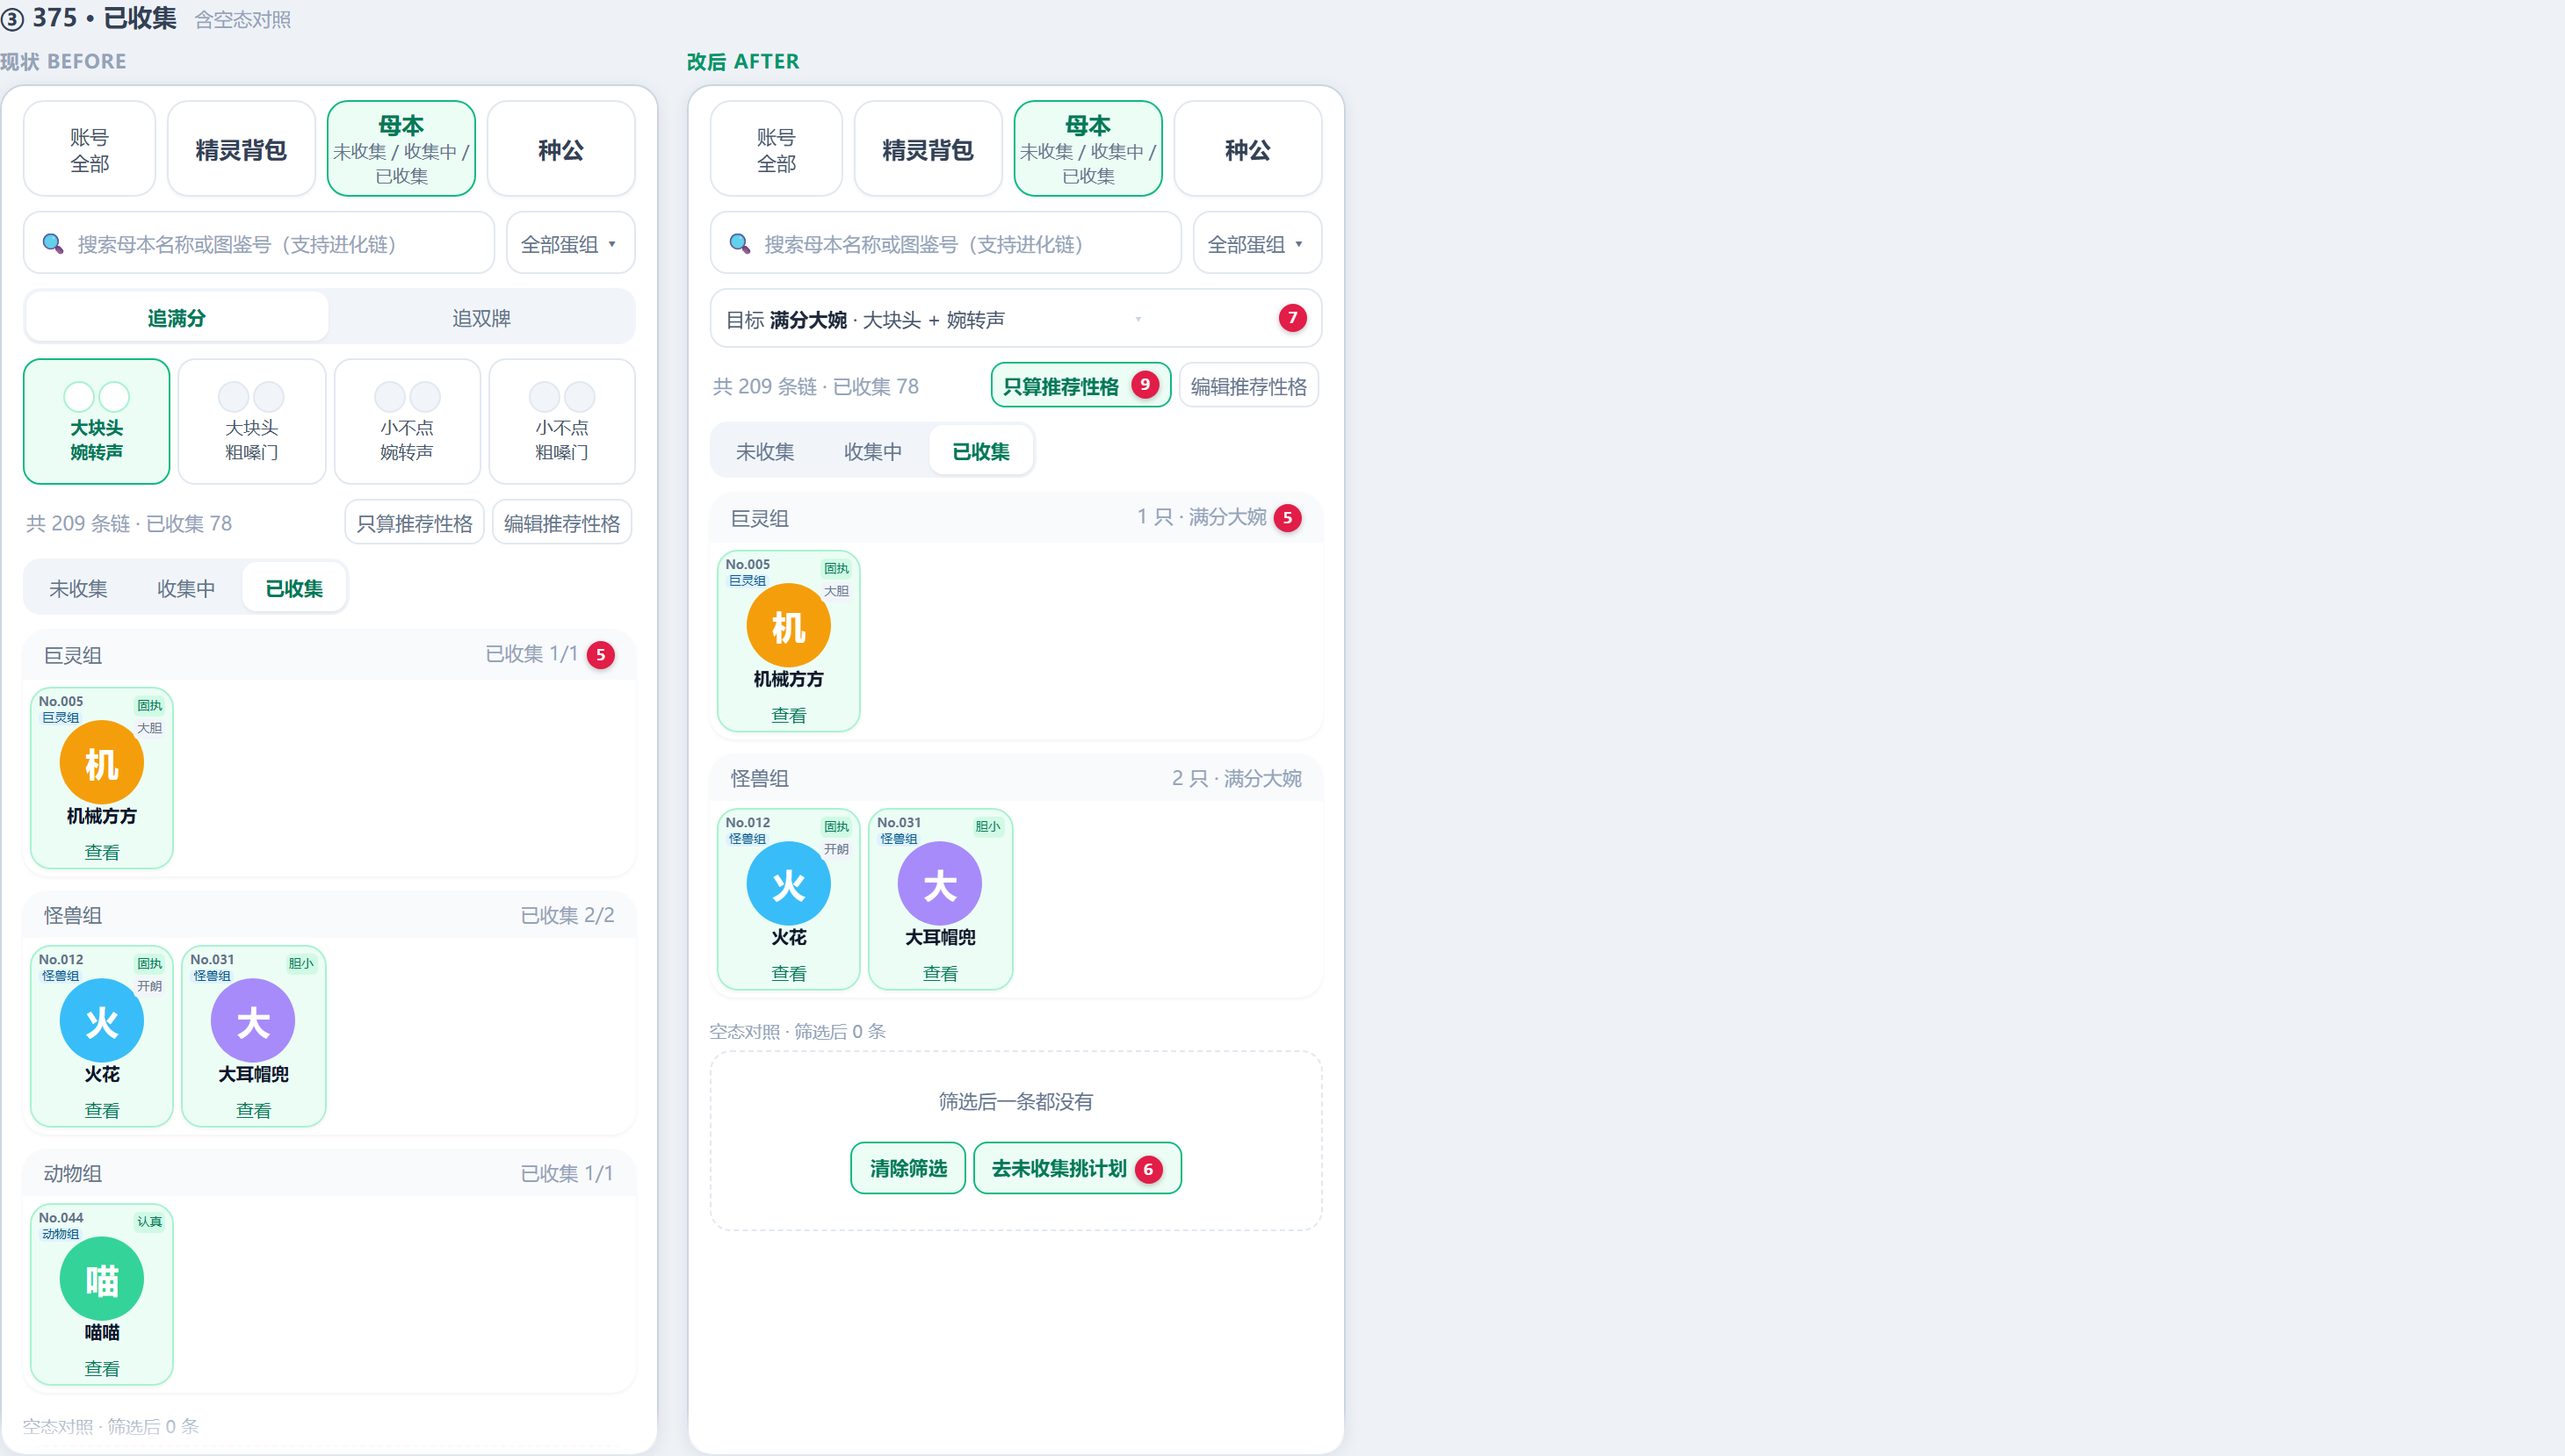 ③ 375 • 已收集 含空态对照
现状 BEFORE
账号
全部
精灵背包
母本
未收集 / 收集中 /
已收集
种公
搜索母本名称或图鉴号（支持进化链）
全部蛋组 ▾
追满分
追双牌
大块头
婉转声
大块头
粗嗓门
小不点
婉转声
小不点
粗嗓门
共 209 条链 · 已收集 78
只算推荐性格
编辑推荐性格
未收集
收集中
已收集
巨灵组
已收集 1/1 5
No.005
巨灵组
固执
大胆
机
机械方方
查看
怪兽组
已收集 2/2
No.012
怪兽组
固执
开朗
火
火花
查看
No.031
怪兽组
胆小
大
大耳帽兜
查看
动物组
已收集 1/1
No.044
动物组
认真
喵
喵喵
查看
空态对照 · 筛选后 0 条
改后 AFTER
账号
全部
精灵背包
母本
未收集 / 收集中 /
已收集
种公
搜索母本名称或图鉴号（支持进化链）
全部蛋组 ▾
目标 满分大婉 · 大块头 + 婉转声 ▾ 7
共 209 条链 · 已收集 78
只算推荐性格 9
编辑推荐性格
未收集
收集中
已收集
巨灵组
1 只 · 满分大婉 5
No.005
巨灵组
固执
大胆
机
机械方方
查看
怪兽组
2 只 · 满分大婉
No.012
怪兽组
固执
开朗
火
火花
查看
No.031
怪兽组
胆小
大
大耳帽兜
查看
空态对照 · 筛选后 0 条
筛选后一条都没有
清除筛选
去未收集挑计划 6